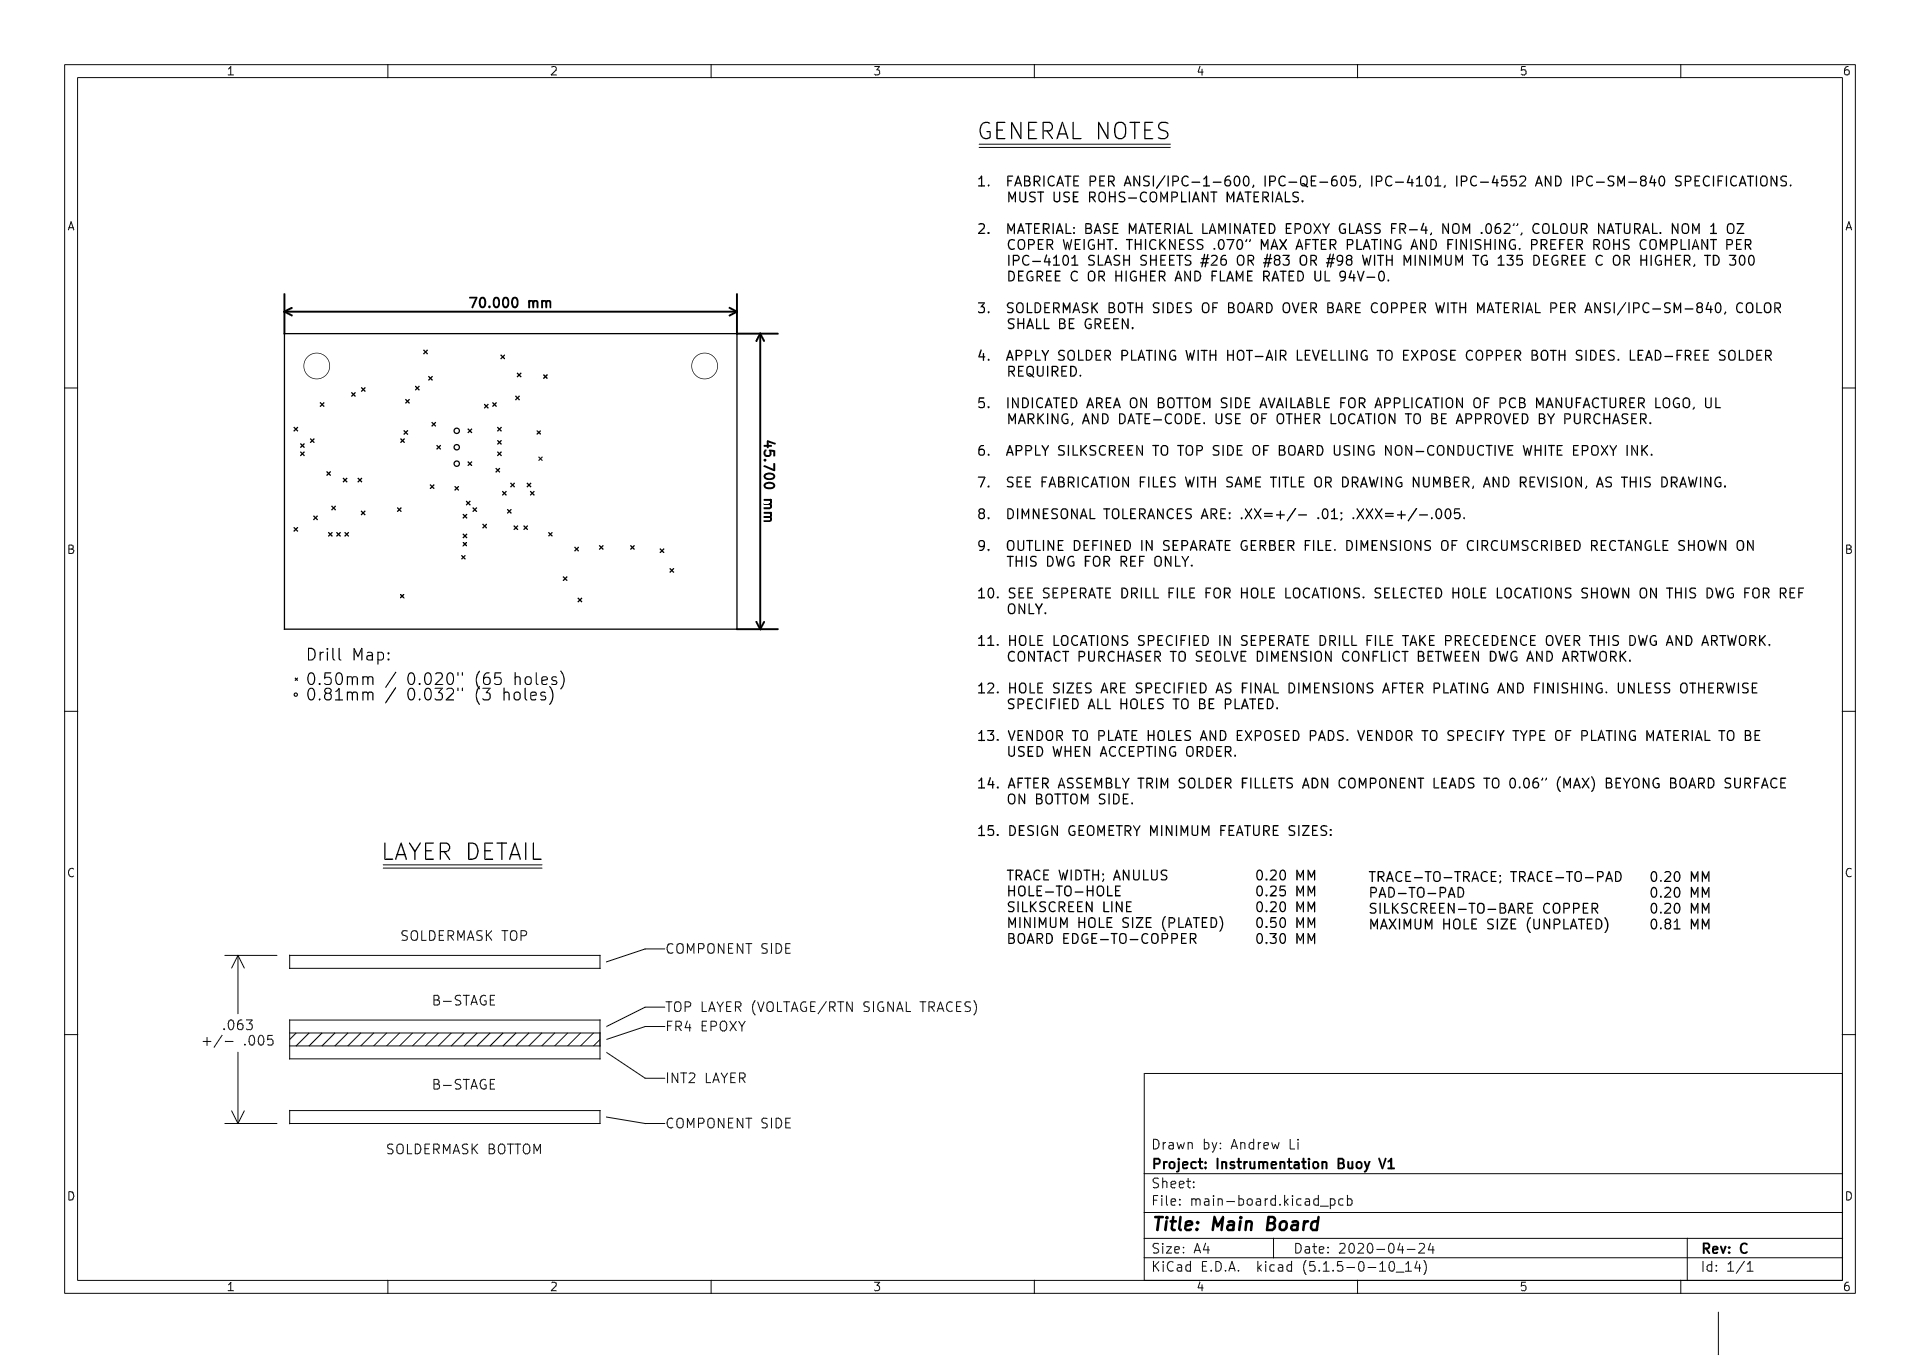 1 2 3 4 5 6
A
B
C
D
70.000 mm
45.700 mm
Drill Map:
0.50mm / 0.020'' (65 holes)
0.81mm / 0.032'' (3 holes)
LAYER DETAIL
SOLDERMASK TOP
COMPONENT SIDE
B-STAGE
TOP LAYER (VOLTAGE/RTN SIGNAL TRACES)
.063
FR4 EPOXY
+/- .005
INT2 LAYER
B-STAGE
COMPONENT SIDE
SOLDERMASK BOTTOM
GENERAL NOTES
1. FABRICATE PER ANSI/IPC-1-600, IPC-QE-605, IPC-4101, IPC-4552 AND IPC-SM-840 SPECIFICATIONS.
MUST USE ROHS-COMPLIANT MATERIALS.
2. MATERIAL: BASE MATERIAL LAMINATED EPOXY GLASS FR-4, NOM .062'', COLOUR NATURAL. NOM 1 OZ
COPER WEIGHT. THICKNESS .070'' MAX AFTER PLATING AND FINISHING. PREFER ROHS COMPLIANT PER
IPC-4101 SLASH SHEETS #26 OR #83 OR #98 WITH MINIMUM TG 135 DEGREE C OR HIGHER, TD 300
DEGREE C OR HIGHER AND FLAME RATED UL 94V-0.
3. SOLDERMASK BOTH SIDES OF BOARD OVER BARE COPPER WITH MATERIAL PER ANSI/IPC-SM-840, COLOR
SHALL BE GREEN.
4. APPLY SOLDER PLATING WITH HOT-AIR LEVELLING TO EXPOSE COPPER BOTH SIDES. LEAD-FREE SOLDER
REQUIRED.
5. INDICATED AREA ON BOTTOM SIDE AVAILABLE FOR APPLICATION OF PCB MANUFACTURER LOGO, UL
MARKING, AND DATE-CODE. USE OF OTHER LOCATION TO BE APPROVED BY PURCHASER.
6. APPLY SILKSCREEN TO TOP SIDE OF BOARD USING NON-CONDUCTIVE WHITE EPOXY INK.
7. SEE FABRICATION FILES WITH SAME TITLE OR DRAWING NUMBER, AND REVISION, AS THIS DRAWING.
8. DIMNESONAL TOLERANCES ARE: .XX=+/- .01; .XXX=+/-.005.
9. OUTLINE DEFINED IN SEPARATE GERBER FILE. DIMENSIONS OF CIRCUMSCRIBED RECTANGLE SHOWN ON
THIS DWG FOR REF ONLY.
10. SEE SEPERATE DRILL FILE FOR HOLE LOCATIONS. SELECTED HOLE LOCATIONS SHOWN ON THIS DWG FOR REF
ONLY.
11. HOLE LOCATIONS SPECIFIED IN SEPERATE DRILL FILE TAKE PRECEDENCE OVER THIS DWG AND ARTWORK.
CONTACT PURCHASER TO SEOLVE DIMENSION CONFLICT BETWEEN DWG AND ARTWORK.
12. HOLE SIZES ARE SPECIFIED AS FINAL DIMENSIONS AFTER PLATING AND FINISHING. UNLESS OTHERWISE
SPECIFIED ALL HOLES TO BE PLATED.
13. VENDOR TO PLATE HOLES AND EXPOSED PADS. VENDOR TO SPECIFY TYPE OF PLATING MATERIAL TO BE
USED WHEN ACCEPTING ORDER.
14. AFTER ASSEMBLY TRIM SOLDER FILLETS ADN COMPONENT LEADS TO 0.06'' (MAX) BEYONG BOARD SURFACE
ON BOTTOM SIDE.
15. DESIGN GEOMETRY MINIMUM FEATURE SIZES:
TRACE WIDTH; ANULUS 0.20 MM
HOLE-TO-HOLE 0.25 MM
SILKSCREEN LINE 0.20 MM
MINIMUM HOLE SIZE (PLATED) 0.50 MM
BOARD EDGE-TO-COPPER 0.30 MM
TRACE-TO-TRACE; TRACE-TO-PAD 0.20 MM
PAD-TO-PAD 0.20 MM
SILKSCREEN-TO-BARE COPPER 0.20 MM
MAXIMUM HOLE SIZE (UNPLATED) 0.81 MM
A
B
C
D
Drawn by: Andrew Li
Project: Instrumentation Buoy V1
Sheet:
File: main-board.kicad_pcb
Title: Main Board
Size: A4 Date: 2020-04-24 Rev: C
KiCad E.D.A. kicad (5.1.5-0-10_14) Id: 1/1
1 2 3 4 5 6